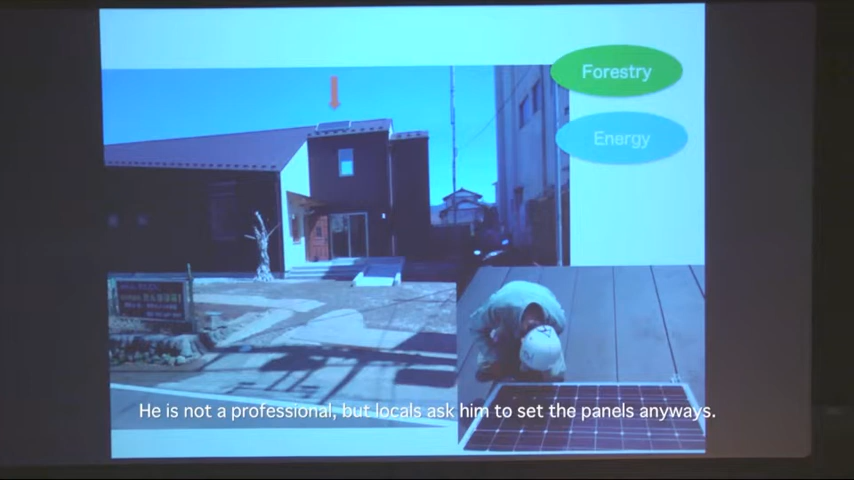 Forestry
Energy
He is not a professional, but locals ask him to set the panels anyways.